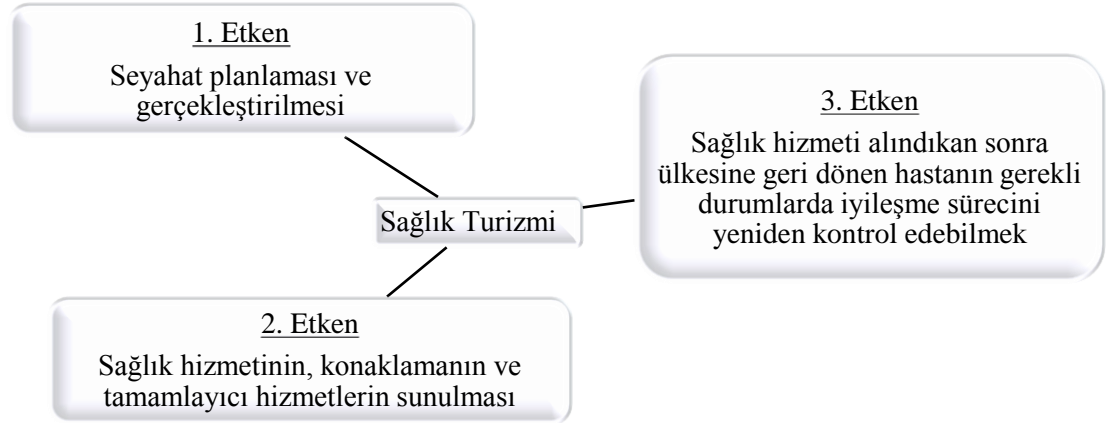 1. Etken
Seyahat planlaması ve
gerçekleştirilmesi
3. Etken
Sağlık hizmeti alındıkan sonra
ülkesine geri dönen hastanın gerekli
durumlarda iyileşme sürecini
yeniden kontrol edebilmek
Sağlık Turizmi
2. Etken
Sağlık hizmetinin, konaklamanın ve
tamamlayıcı hizmetlerin sunulması